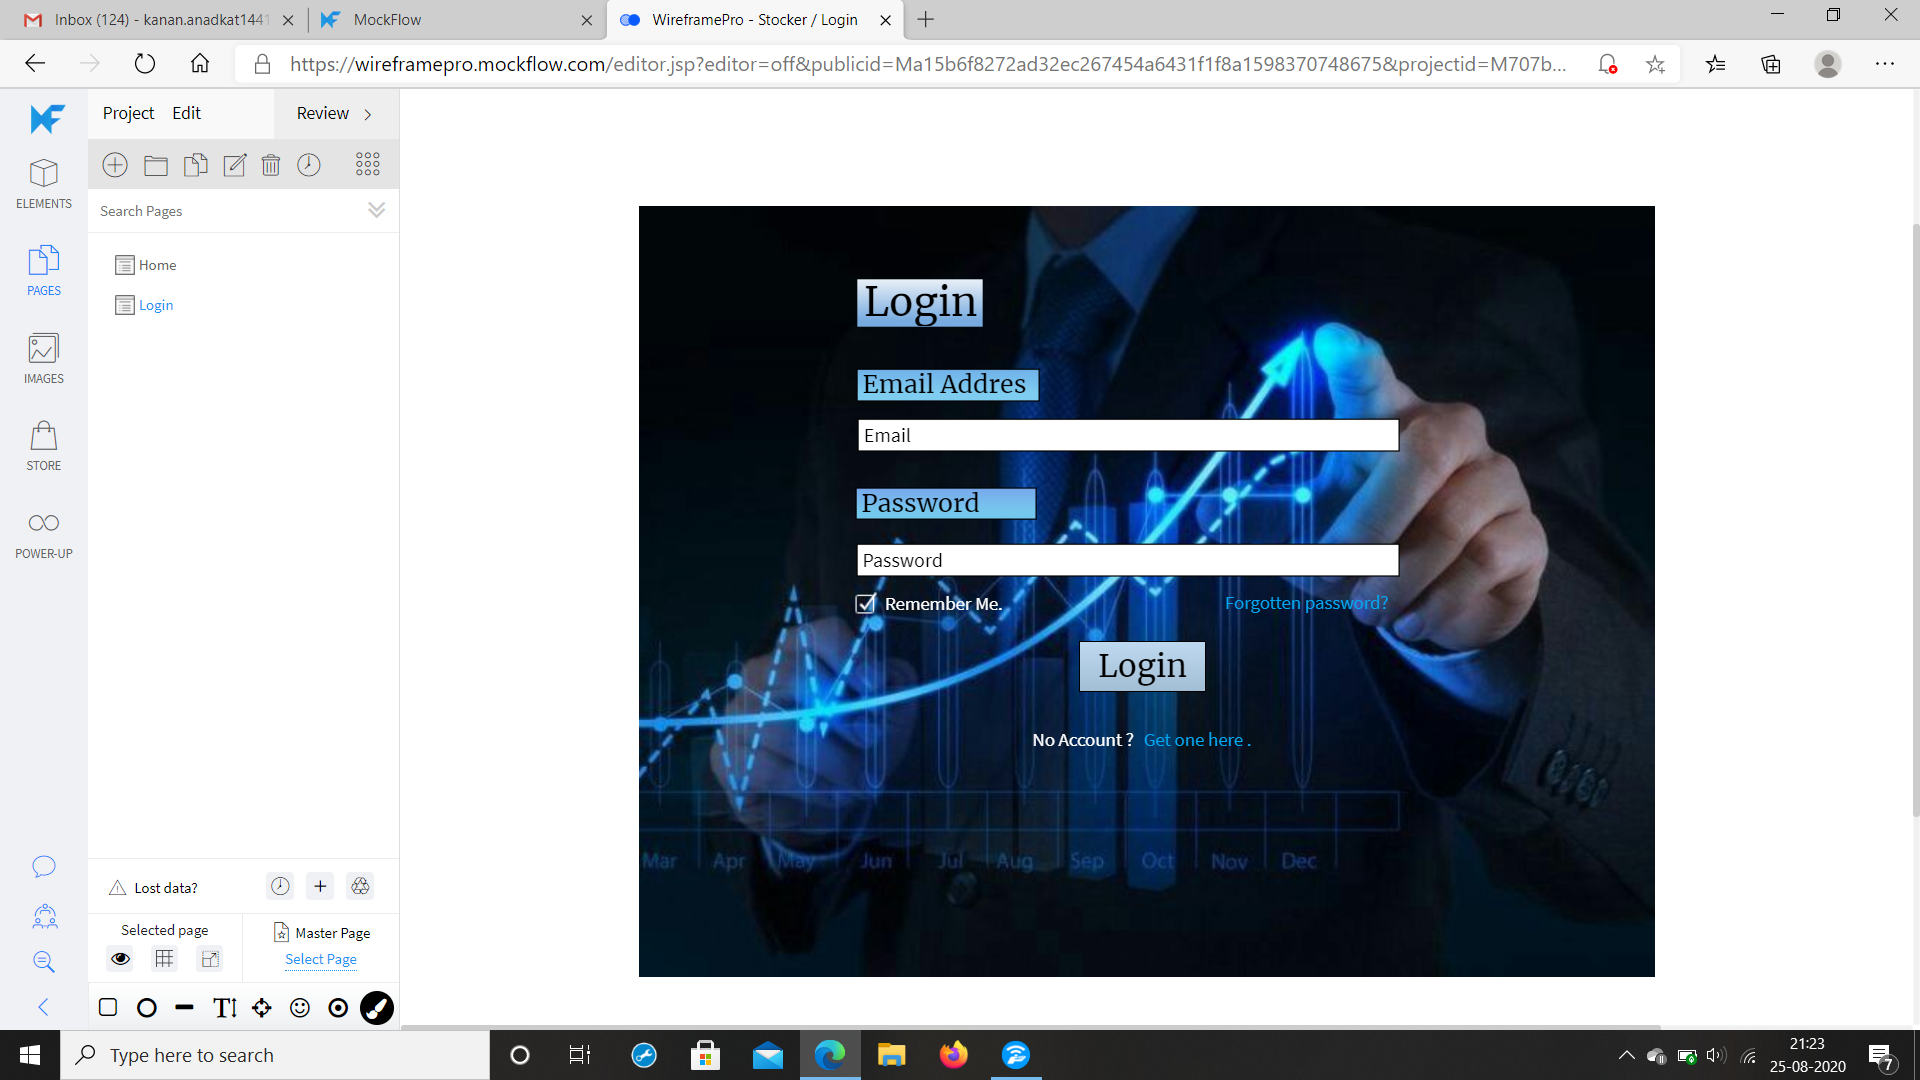 Inbox (124) - kanan.anadkat1441
MockFlow
WireframePro - Stocker / Login
https://wireframepro.mockflow.com/editor.jsp?editor=off&publicid=Ma15b6f8272ad32ec267454a6431f1f8a1598370748675&projectid=M707b...
Project Edit Review
ELEMENTS
PAGES
IMAGES
STORE
POWER-UP
Search Pages
Home
Login
Login
Email Addres
Email
Password
Password
Remember Me.
Forgotten password?
Login
No Account ? Get one here .
Mar Apr May Jun Jul Aug Sep Oct Nov Dec
Lost data?
Selected page
Master Page
Select Page
Type here to search
21:23
25-08-2020
7